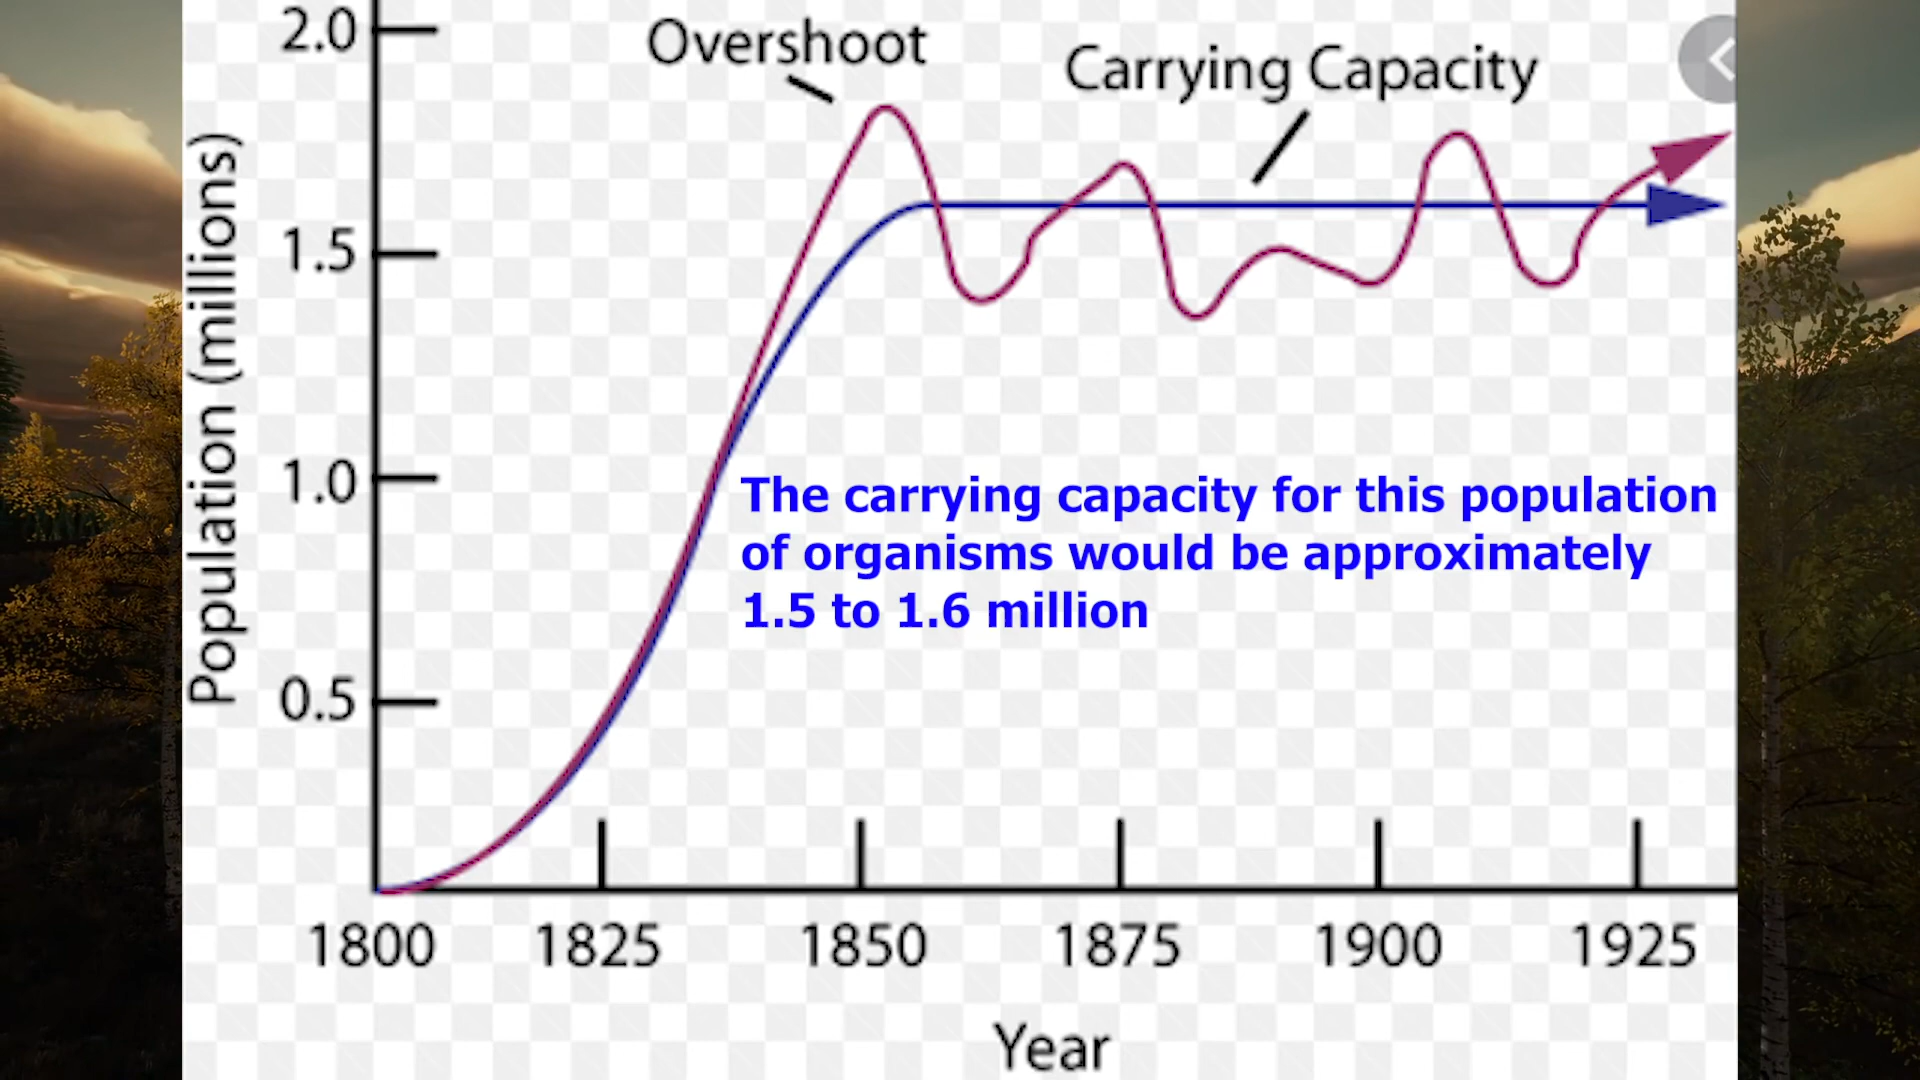 2.0
Overshoot
Carrying Capacity
1.5
1.0
0.5
Population (millions)
The carrying capacity for this population
of organisms would be approximately
1.5 to 1.6 million
1800 1825 1850 1875 1900 1925
Year